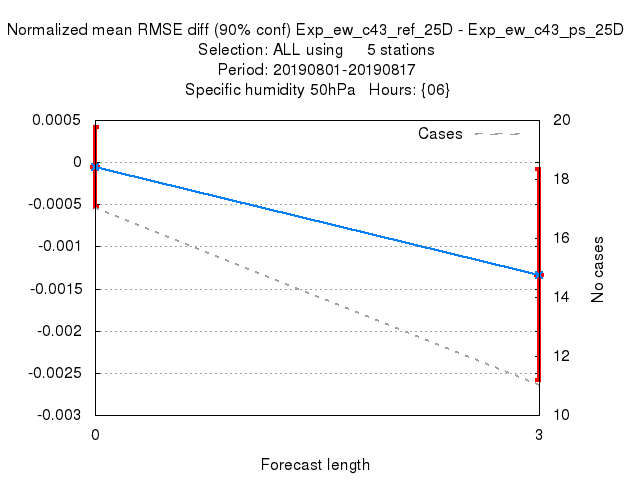 Normalized mean RMSE diff (90% conf) Exp_ew_c43_ref_25D - Exp_ew_c43_ps_25D
Selection: ALL using 5 stations
Period: 20190801-20190817
Specific humidity 50hPa Hours: {06}
Cases
0.0005
0
-0.0005
-0.001
-0.0015
-0.002
-0.0025
-0.003
20
18
16
14
12
10
No cases
0 3
Forecast length